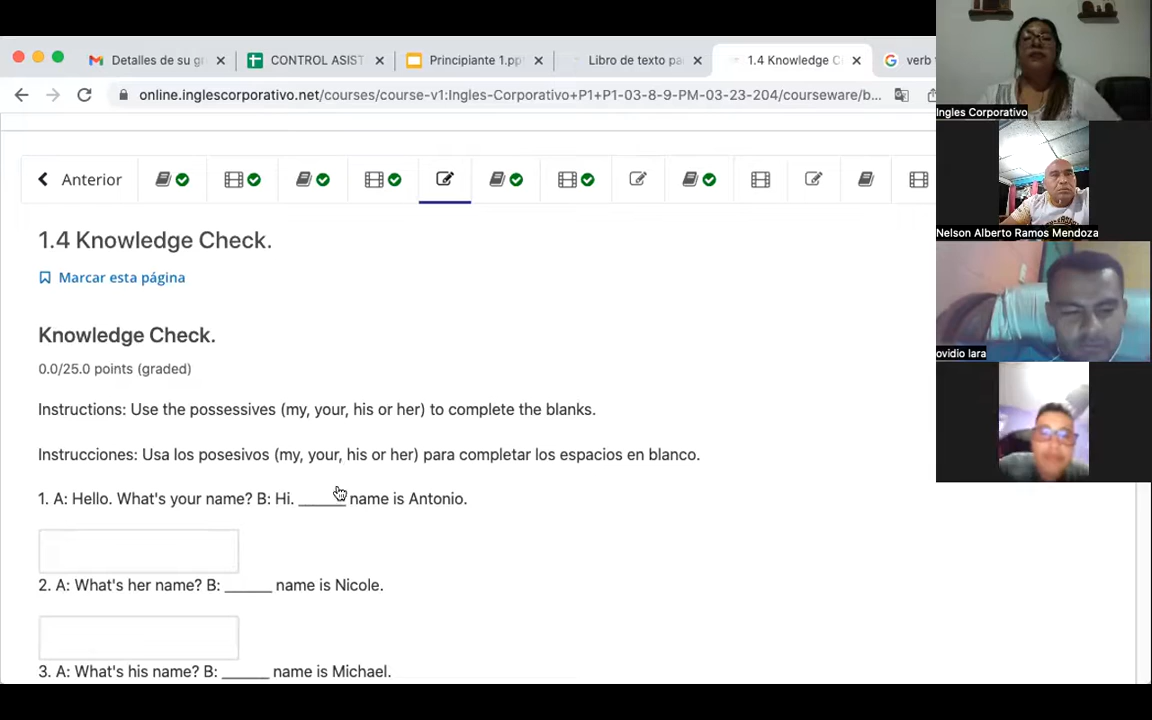 Detalles de su g
CONTROL ASIST
Principiante 1.pp
Libro de texto pa
1.4 Knowledge C
verb
online.inglescorporativo.net/courses/course-v1:Ingles-Corporativo+P1+P1-03-8-9-PM-03-23-204/courseware/b...
Anterior
1.4 Knowledge Check.
Marcar esta página
Knowledge Check.
0.0/25.0 points (graded)
Instructions: Use the possessives (my, your, his or her) to complete the blanks.
Instrucciones: Usa los posesivos (my, your, his or her) para completar los espacios en blanco.
1. A: Hello. What's your name? B: Hi. ______ name is Antonio.
2. A: What's her name? B: ______ name is Nicole.
3. A: What's his name? B: ______ name is Michael.
Ingles Corporativo
Nelson Alberto Ramos Mendoza
ovidio lara